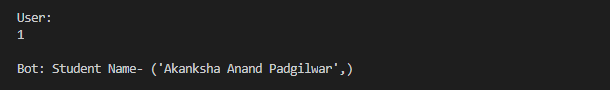 User:
1
Bot: Student Name- ('Akanksha Anand Padgilwar',)